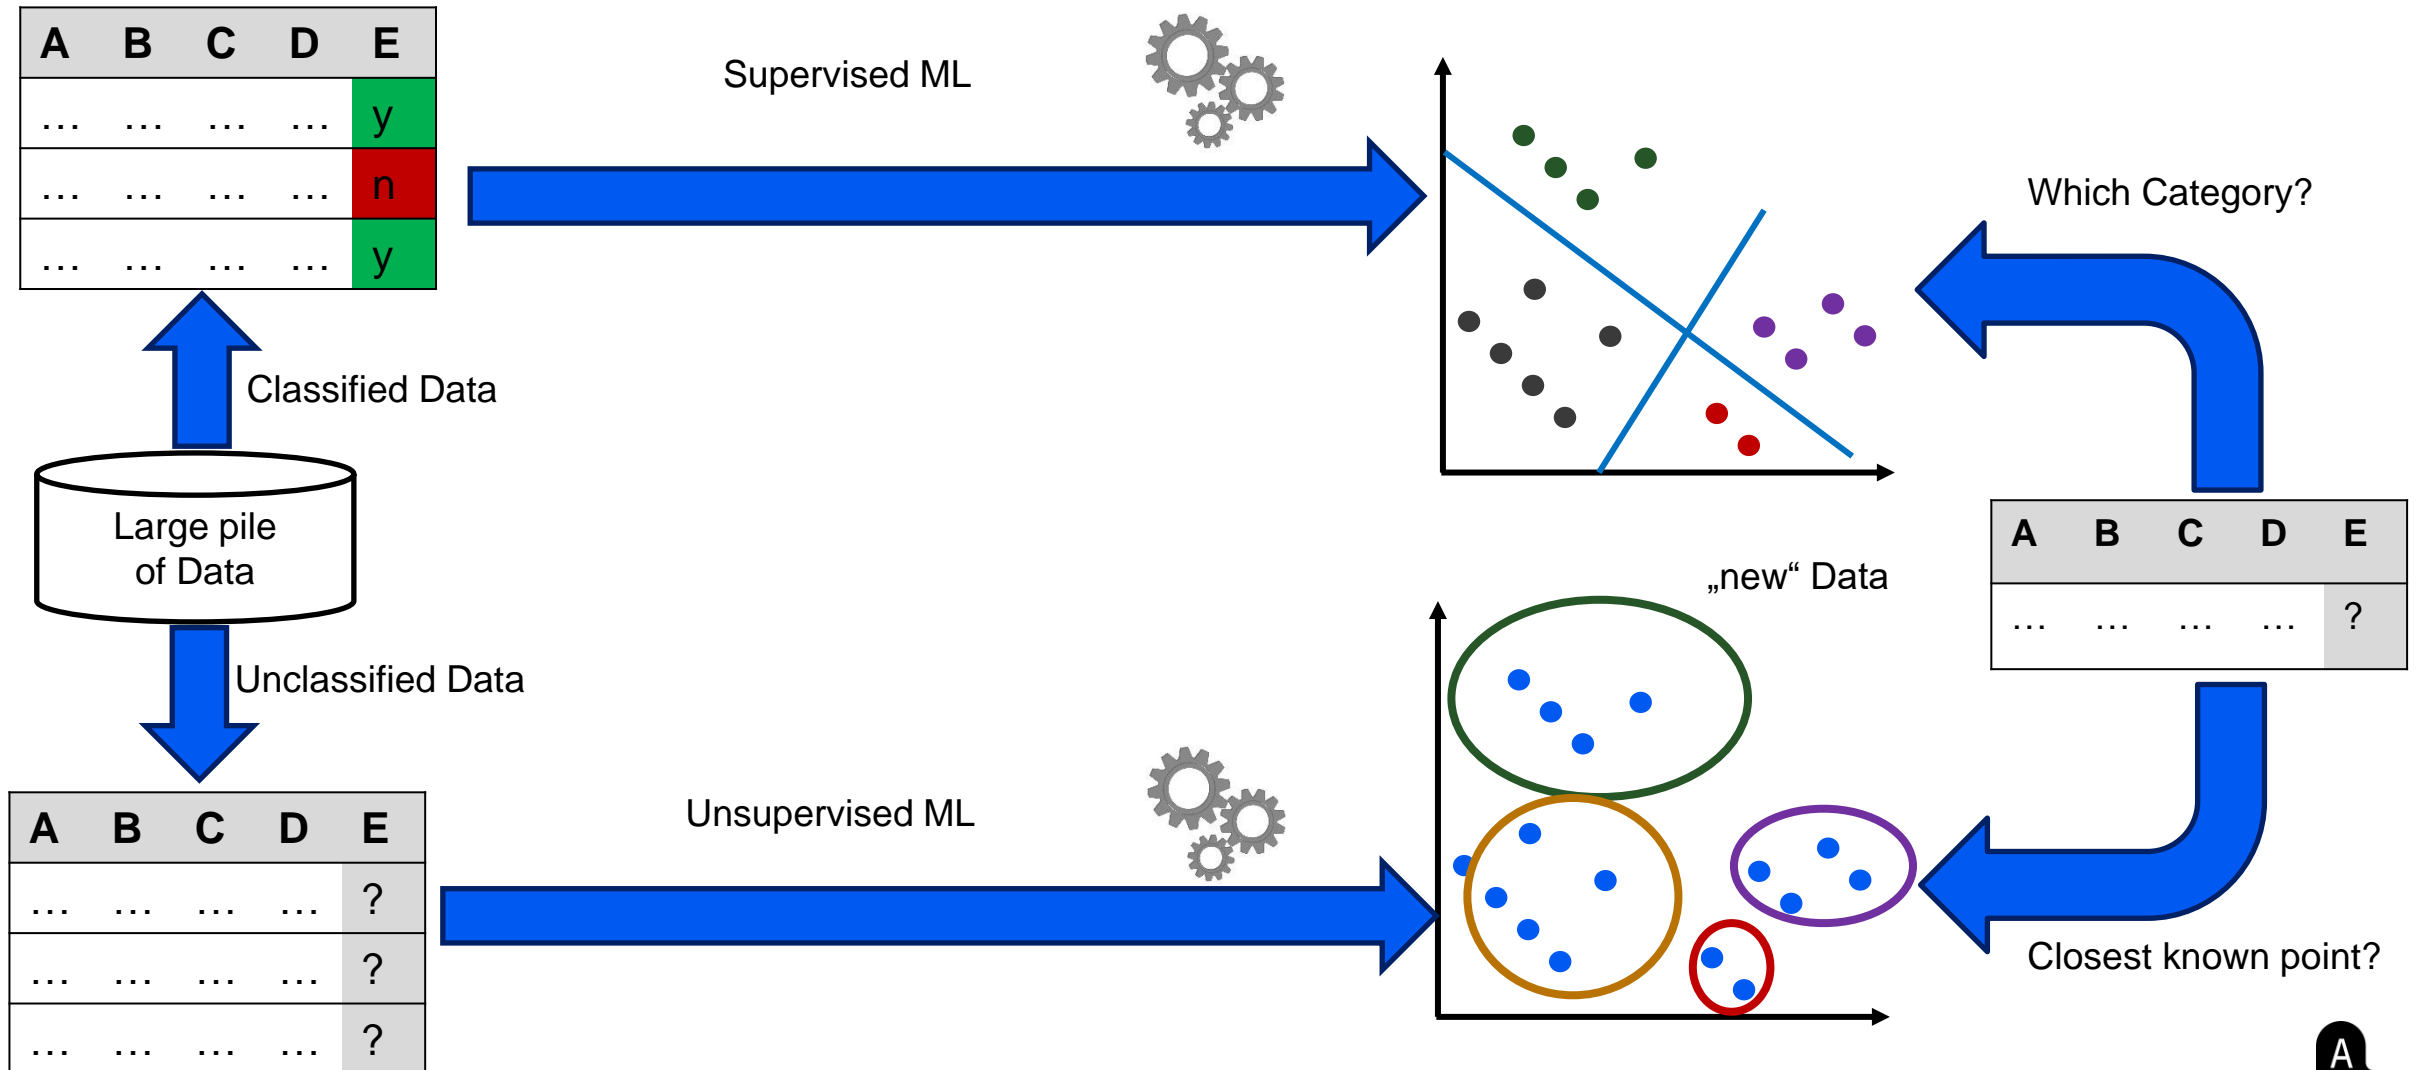 A B C D E
… … … … y
… … … … n
… … … … y
Supervised ML
Which Category?
Classified Data
Large pile
of Data
Unclassified Data
„new“ Data
A B C D E
… … … … ?
A B C D E
… … … … ?
… … … … ?
… … … … ?
Unsupervised ML
Closest known point?
A